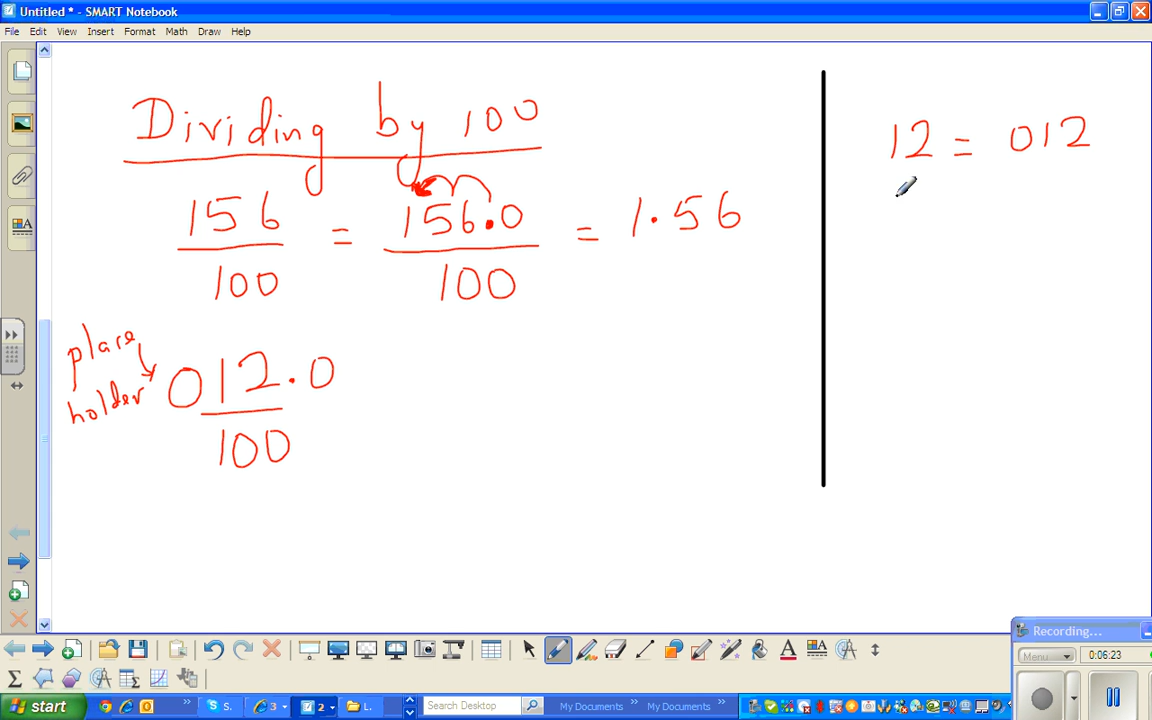 Untitled * - SMART Notebook
File Edit View Insert Format Math Draw Help
Dividing by 100
156/100 = 156.0/100 = 1.56
place holder
012.0/100
12 = 012
Recording...
Menu
0:06:23
start
S.
3
2
L.
Search Desktop
My Documents
My Documents